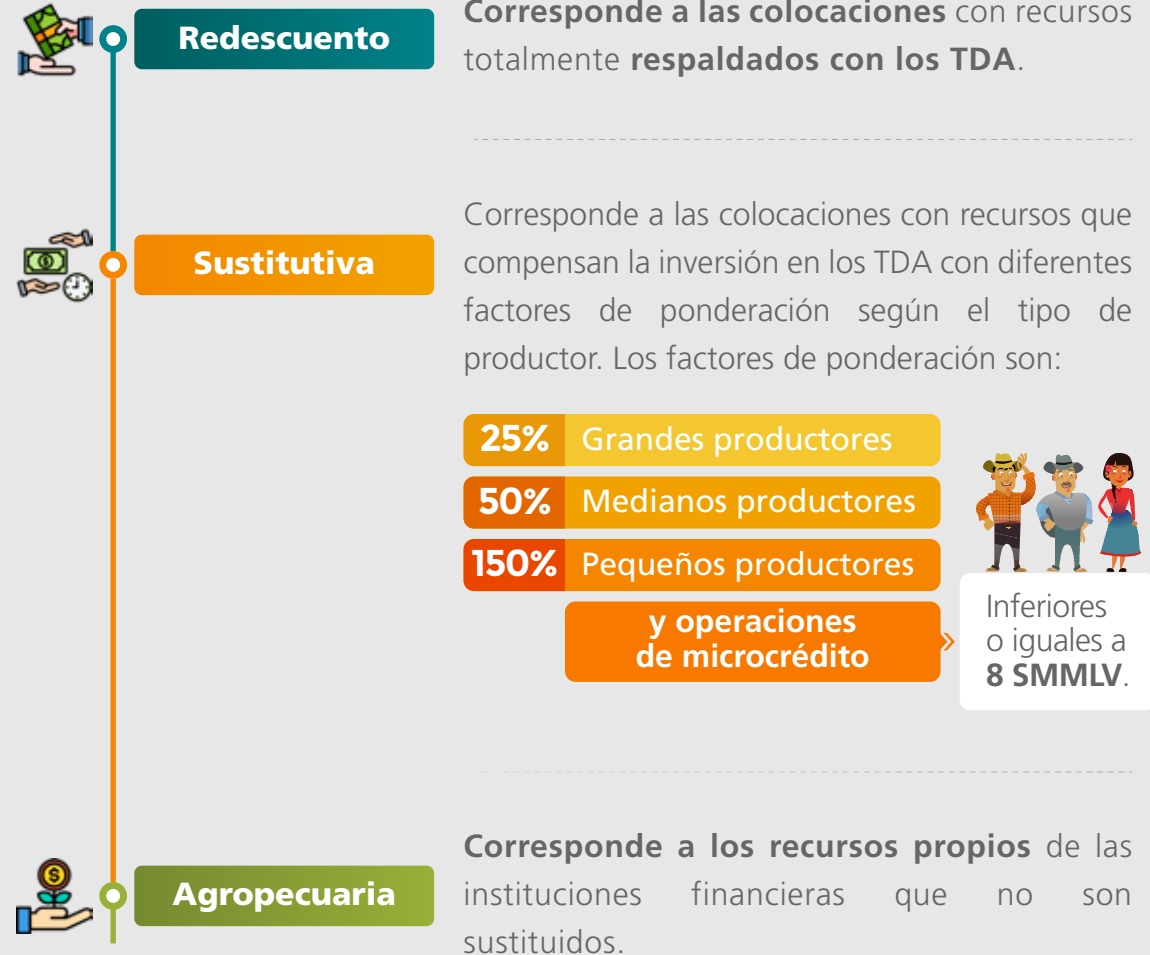 Redescuento
Corresponde a las colocaciones con recursos
totalmente respaldados con los TDA.
Sustitutiva
Corresponde a las colocaciones con recursos que
compensan la inversión en los TDA con diferentes
factores de ponderación según el tipo de
productor. Los factores de ponderación son:
25% Grandes productores
50% Medianos productores
150% Pequeños productores
y operaciones
de microcrédito
Inferiores
o iguales a
8 SMMLV.
Agropecuaria
Corresponde a los recursos propios de las
instituciones financieras que no son
sustituidos.